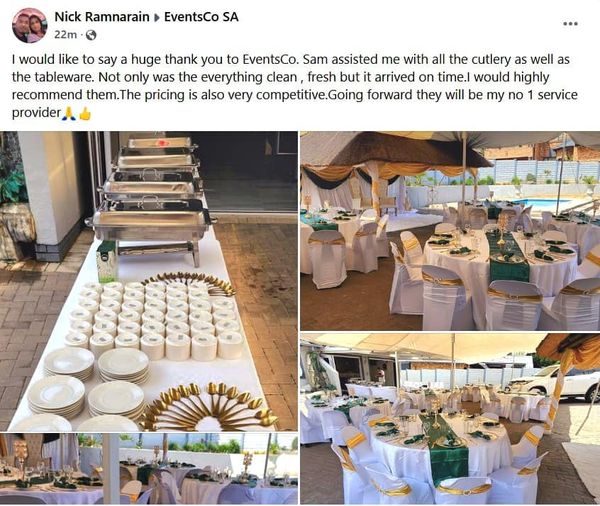 Nick Ramnarain ▸ EventsCo SA
22m ·
I would like to say a huge thank you to EventsCo. Sam assisted me with all the cutlery as well as
the tableware. Not only was the everything clean , fresh but it arrived on time.I would highly
recommend them.The pricing is also very competitive.Going forward they will be my no 1 service
provider🙏👍